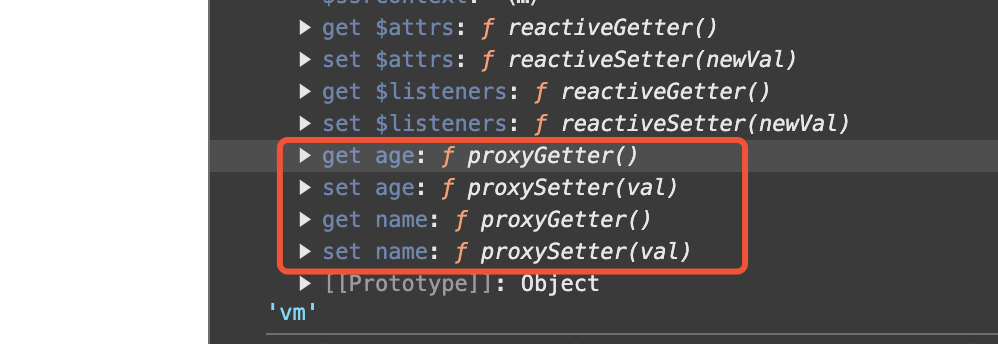 ▶ get $attrs: ƒ reactiveGetter()
▶ set $attrs: ƒ reactiveSetter(newVal)
▶ get $listeners: ƒ reactiveGetter()
▶ set $listeners: ƒ reactiveSetter(newVal)
▶ get age: ƒ proxyGetter()
▶ set age: ƒ proxySetter(val)
▶ get name: ƒ proxyGetter()
▶ set name: ƒ proxySetter(val)
▶ [[Prototype]]: Object
'vm'